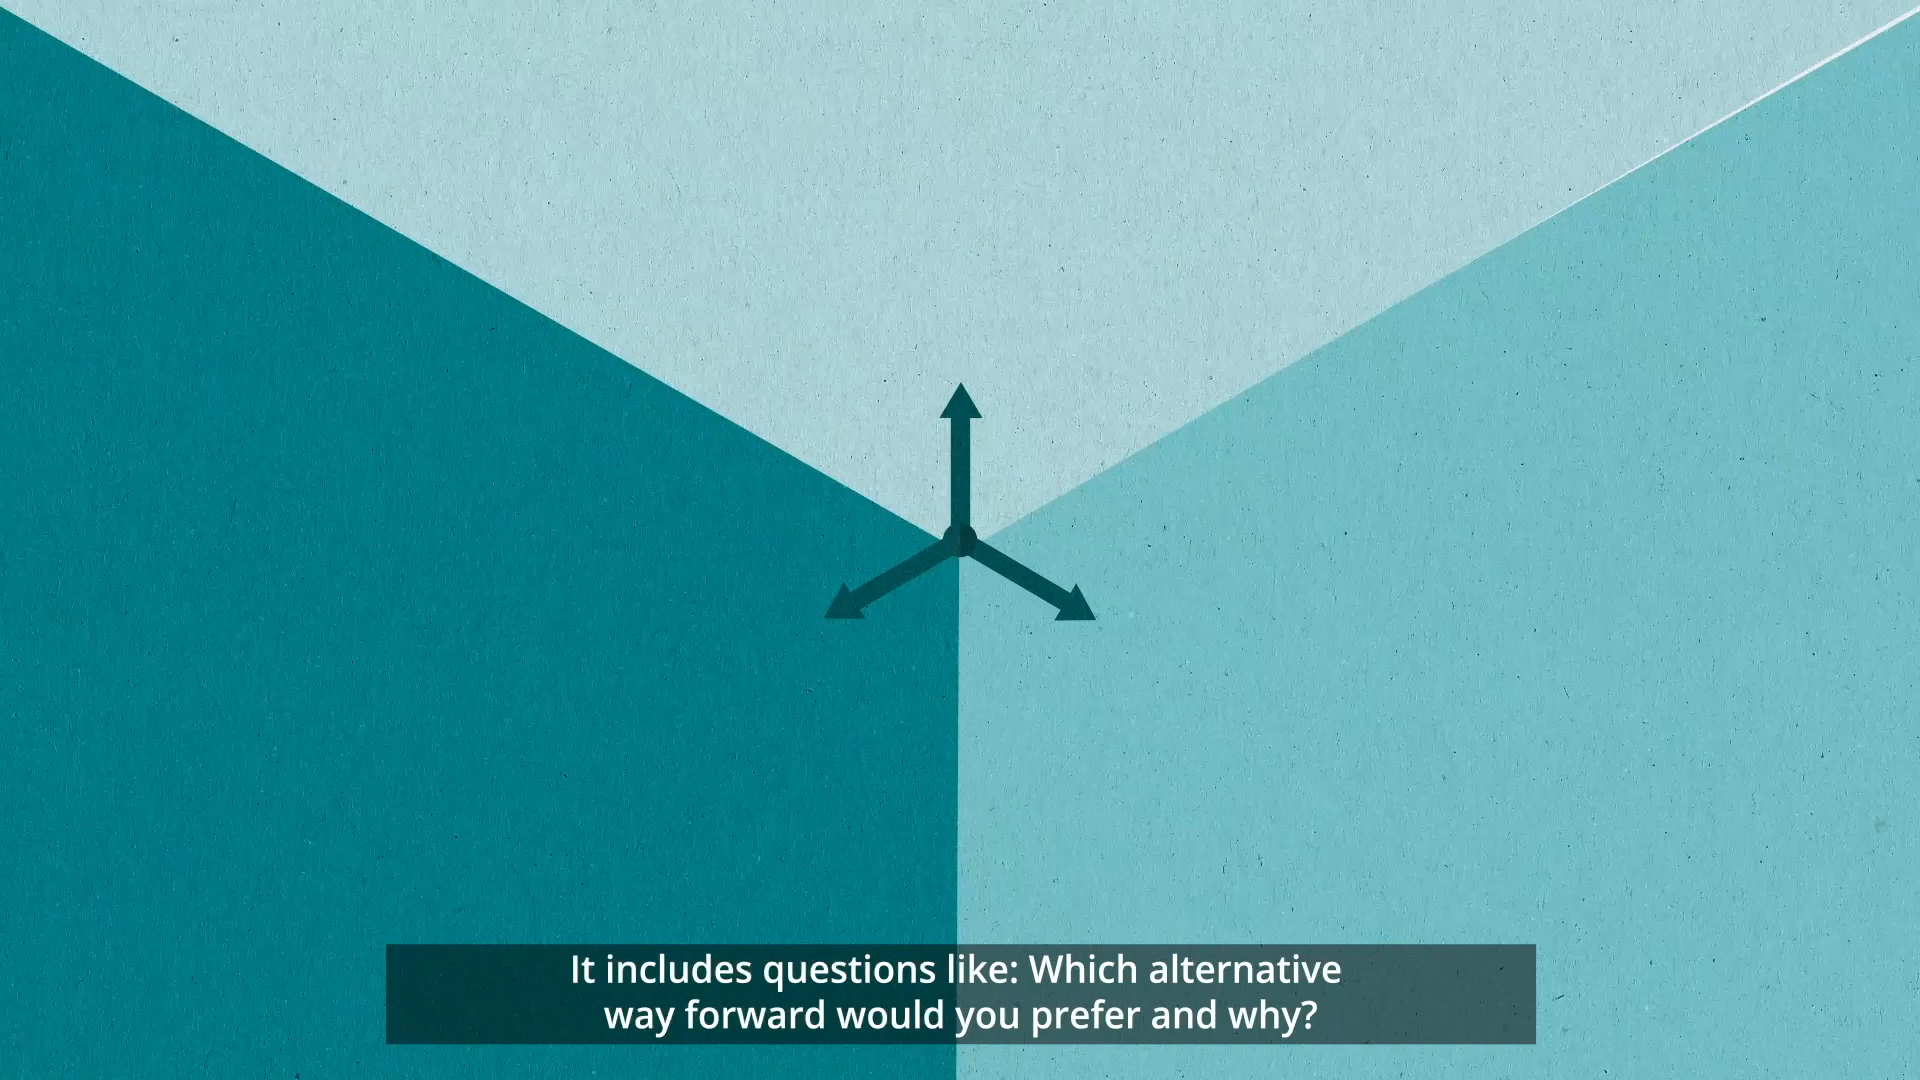 It includes questions like: Which alternative
way forward would you prefer and why?